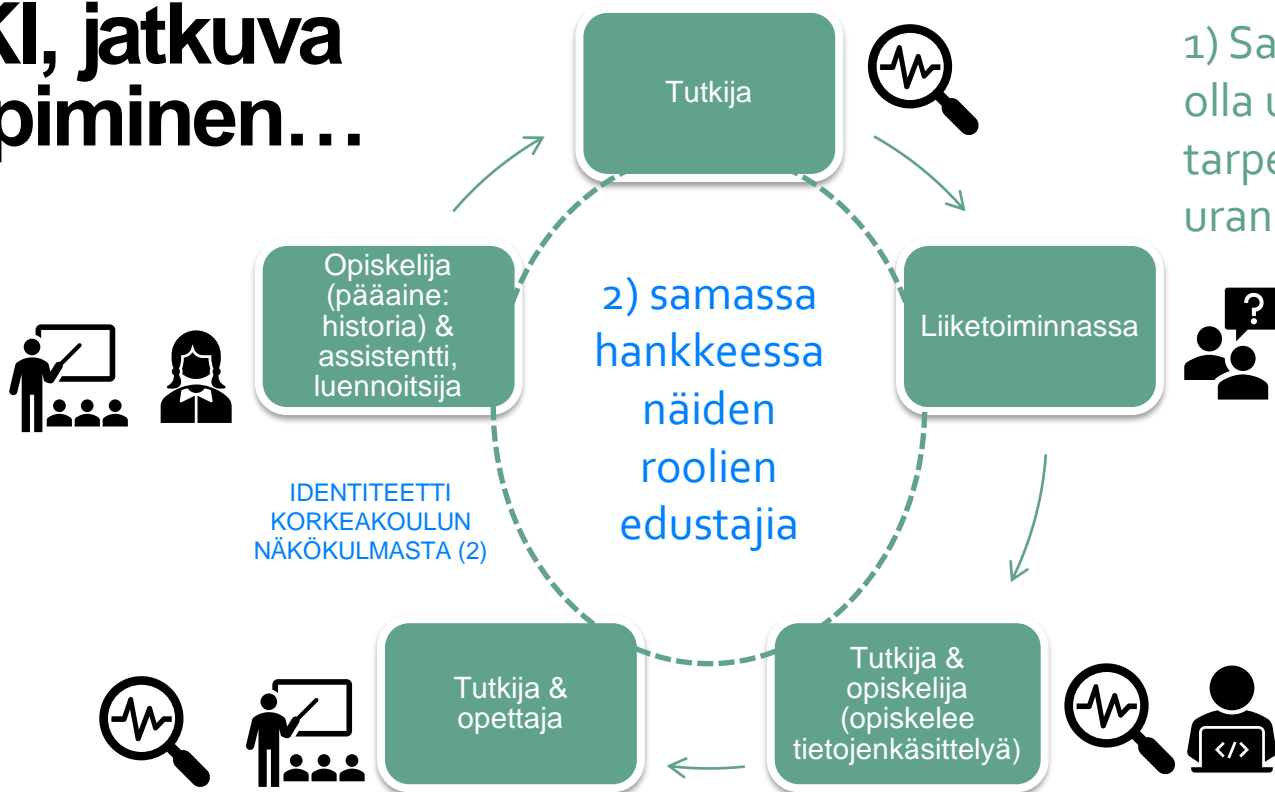 KI, jatkuva
piminen…
Tutkija
1) Sa
olla u
tarpe
uran
Opiskelija
(pääaine:
historia) &
assistentti,
luennoitsija
2) samassa
hankkeessa
näiden
roolien
edustajia
Liiketoiminnassa
?
IDENTITEETTI
KORKEAKOULUN
NÄKÖKULMASTA (2)
Tutkija &
opettaja
Tutkija &
opiskelija
(opiskelee
tietojenkäsittelyä)
</>